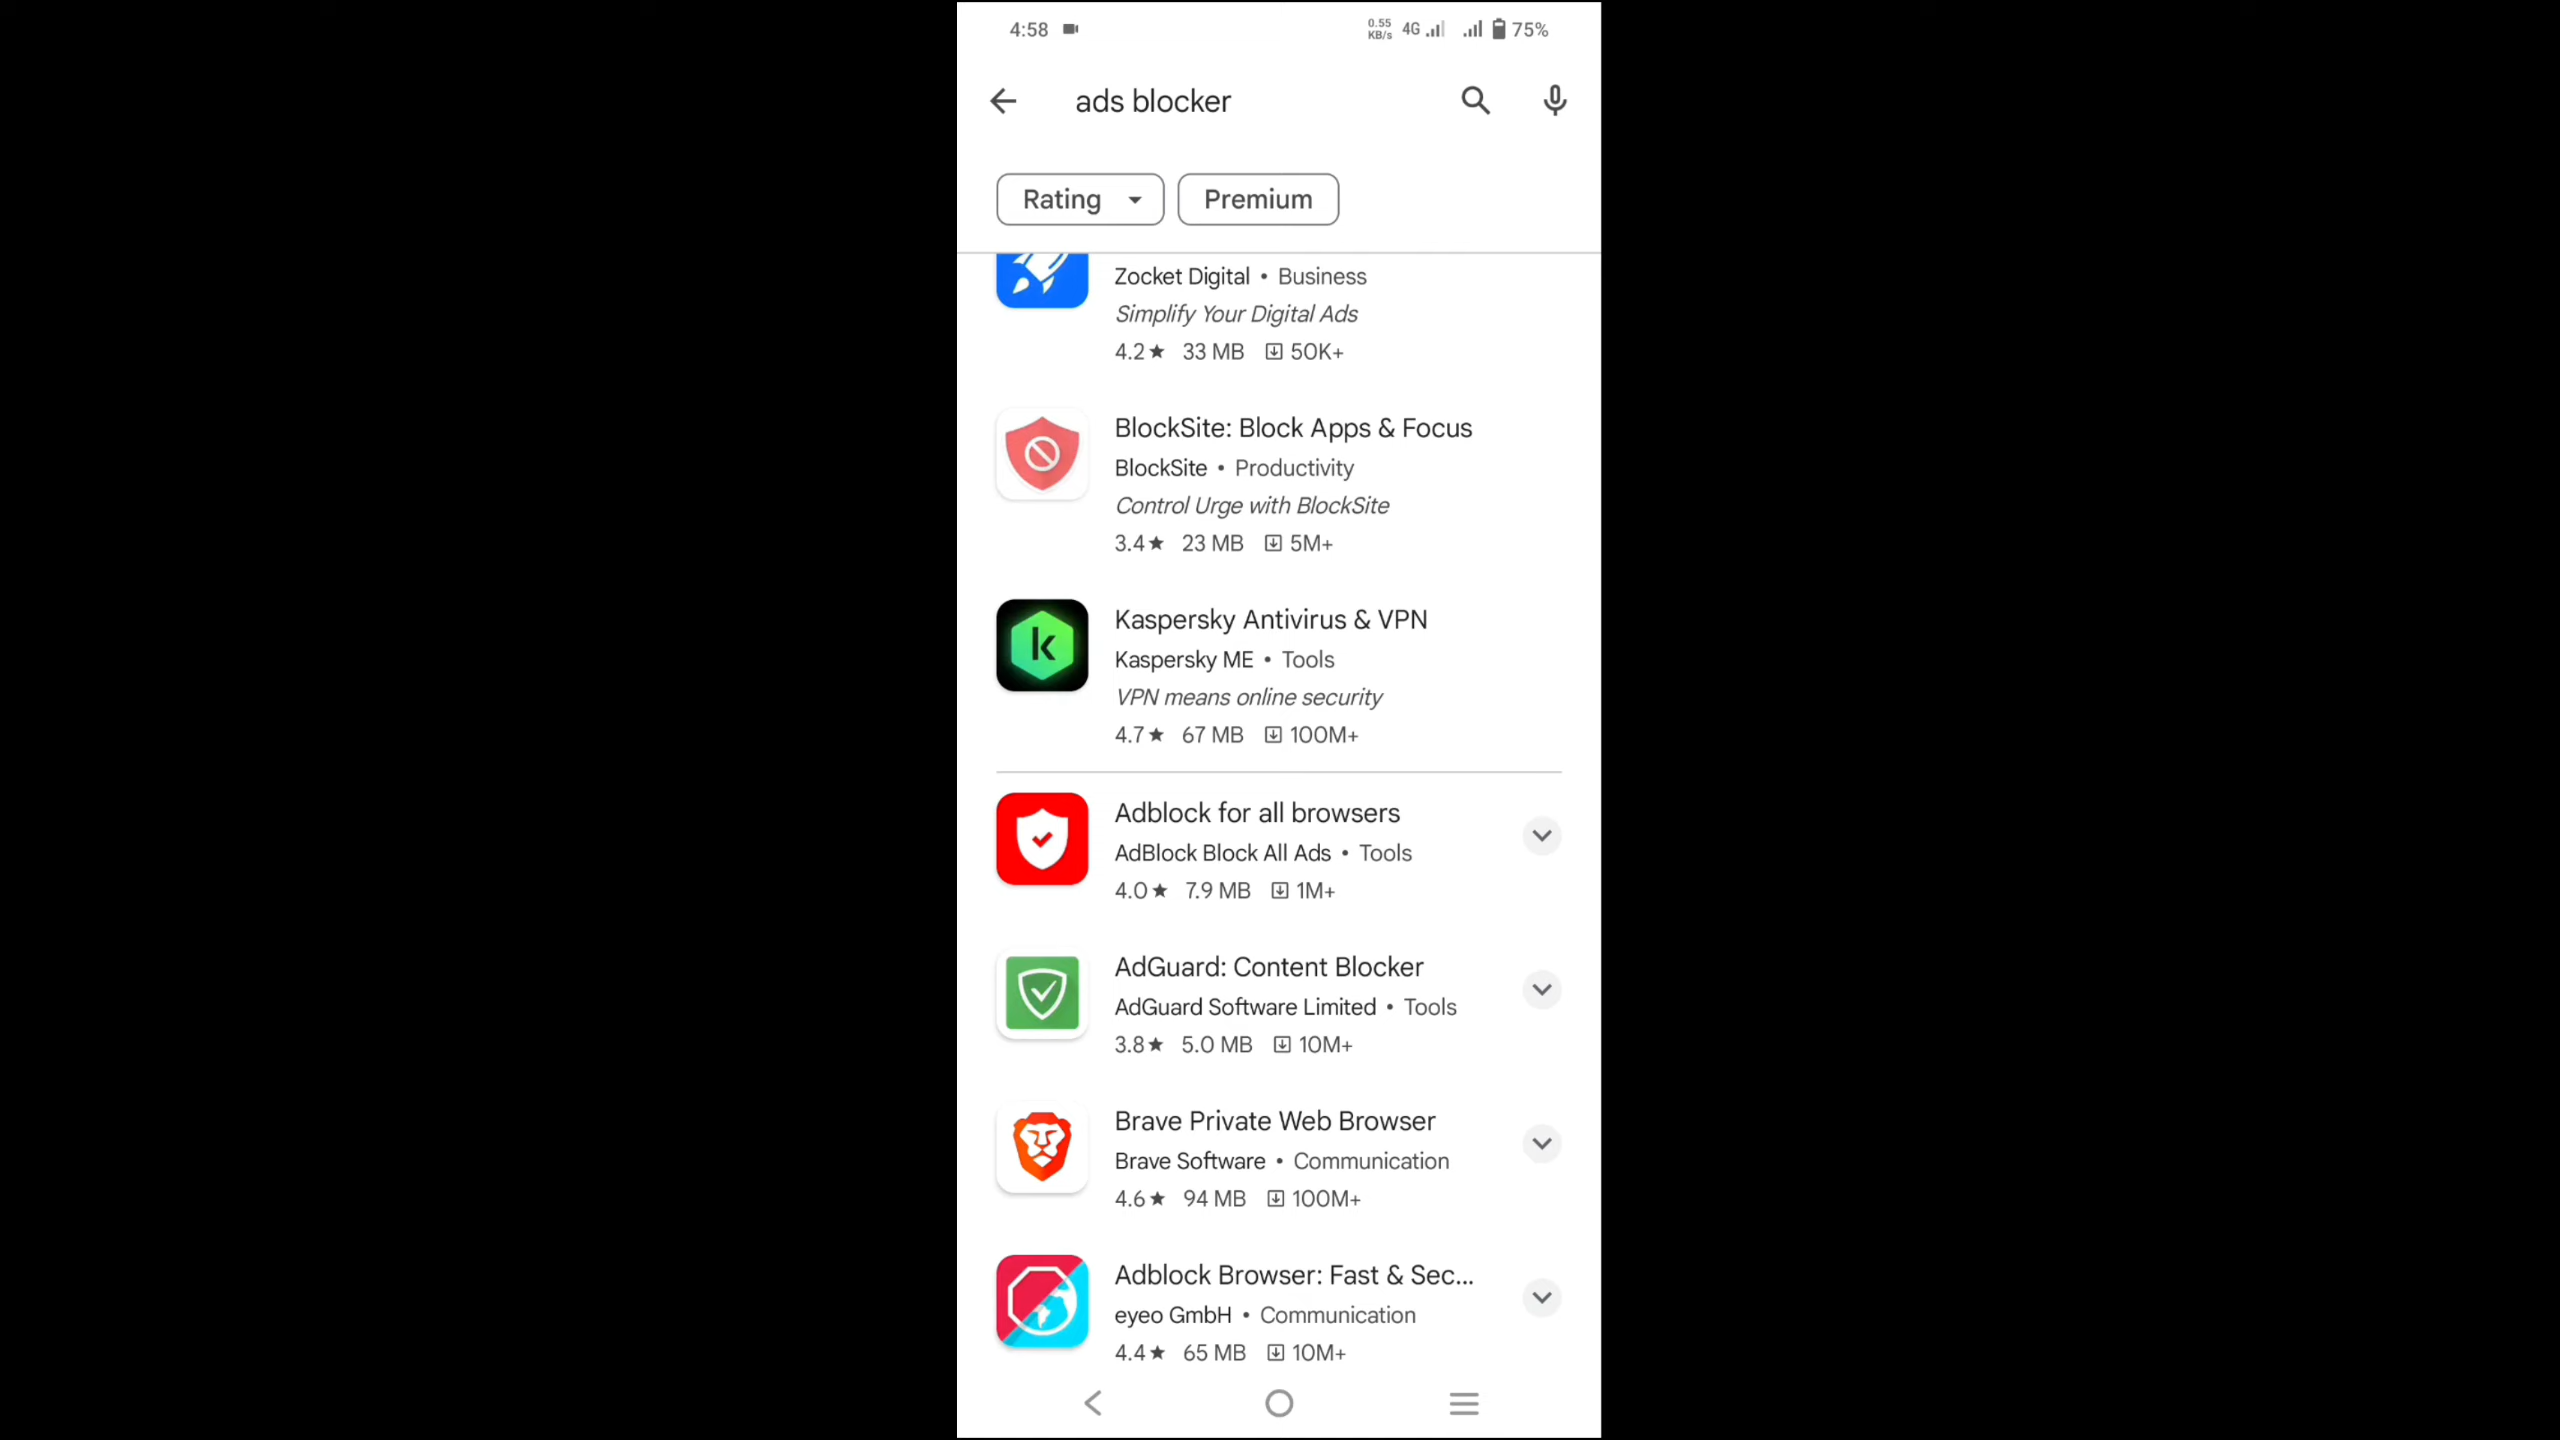 4:58 0.55 KB/s 4G 75%
ads blocker
Rating Premium
Zocket Digital • Business
Simplify Your Digital Ads
4.2★ 33 MB 50K+
BlockSite: Block Apps & Focus
BlockSite • Productivity
Control Urge with BlockSite
3.4★ 23 MB 5M+
k
Kaspersky Antivirus & VPN
Kaspersky ME • Tools
VPN means online security
4.7★ 67 MB 100M+
Adblock for all browsers
AdBlock Block All Ads • Tools
4.0★ 7.9 MB 1M+
AdGuard: Content Blocker
AdGuard Software Limited • Tools
3.8★ 5.0 MB 10M+
Brave Private Web Browser
Brave Software • Communication
4.6★ 94 MB 100M+
Adblock Browser: Fast & Sec...
eyeo GmbH • Communication
4.4★ 65 MB 10M+